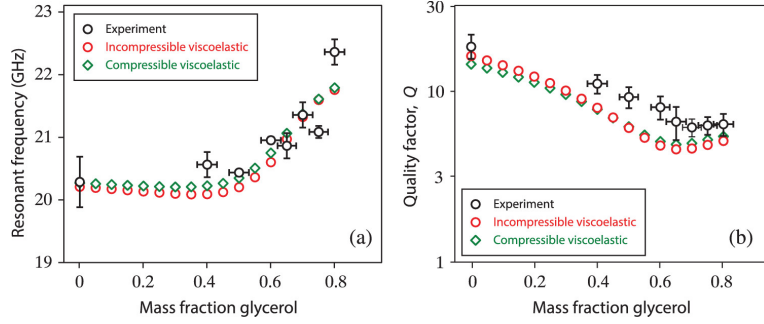 23
22
21
20
19
Resonant frequency (GHz)
Experiment
Incompressible viscoelastic
Compressible viscoelastic
(a)
0 0.2 0.4 0.6 0.8
Mass fraction glycerol
30
10
3
1
Quality factor, Q
Experiment
Incompressible viscoelastic
Compressible viscoelastic
(b)
0 0.2 0.4 0.6 0.8
Mass fraction glycerol